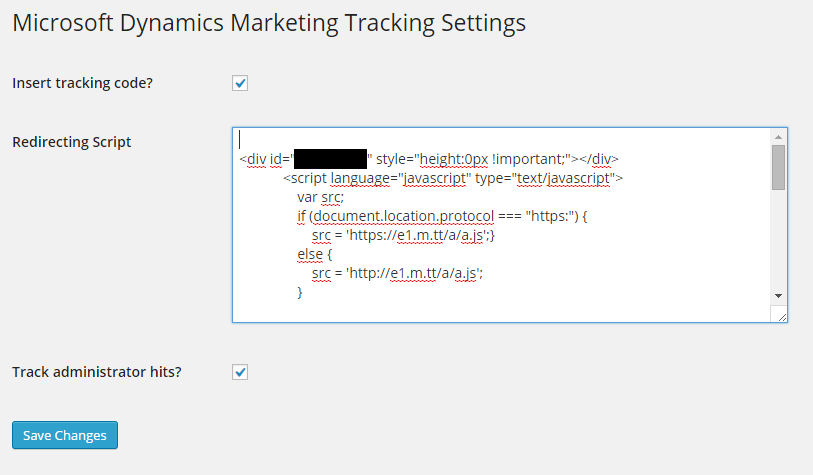 Microsoft Dynamics Marketing Tracking Settings
Insert tracking code?
Redirecting Script
<div id="" style="height:0px !important;"></div>
<script language="javascript" type="text/javascript">
var src;
if (document.location.protocol === "https:") {
src = 'https://e1.m.tt/a/a.js';}
else {
src = 'http://e1.m.tt/a/a.js';
}
Track administrator hits?
Save Changes